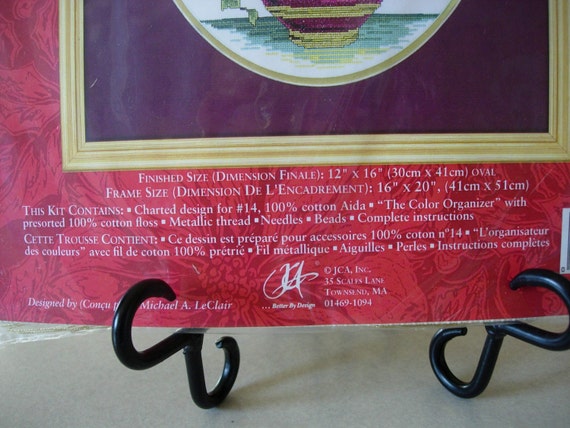 FINISHED SIZE (DIMENSION FINALE): 12" x 16" (30cm x 41cm) OVAL
FRAME SIZE (DIMENSION DE L'ENCADREMENT): 16" x 20", (41cm x 51cm)
THIS KIT CONTAINS: ▪ Charted design for #14, 100% cotton Aida ▪ "The Color Organizer" with
presorted 100% cotton floss ▪ Metallic thread ▪ Needles ▪ Beads ▪ Complete instructions
CETTE TROUSSE CONTIENT: ▪ Ce dessin est préparé pour accessoires 100% coton n°14 ▪ "L'organisateur
des couleurs" avec fil de coton 100% prétrié ▪ Fil métallique ▪ Aiguilles ▪ Perles ▪ Instructions complètes
© JCA, INC.
35 SCALES LANE
TOWNSEND, MA
01469-1094
... Better By Design
Designed by (Conçu Michael A. LeClair